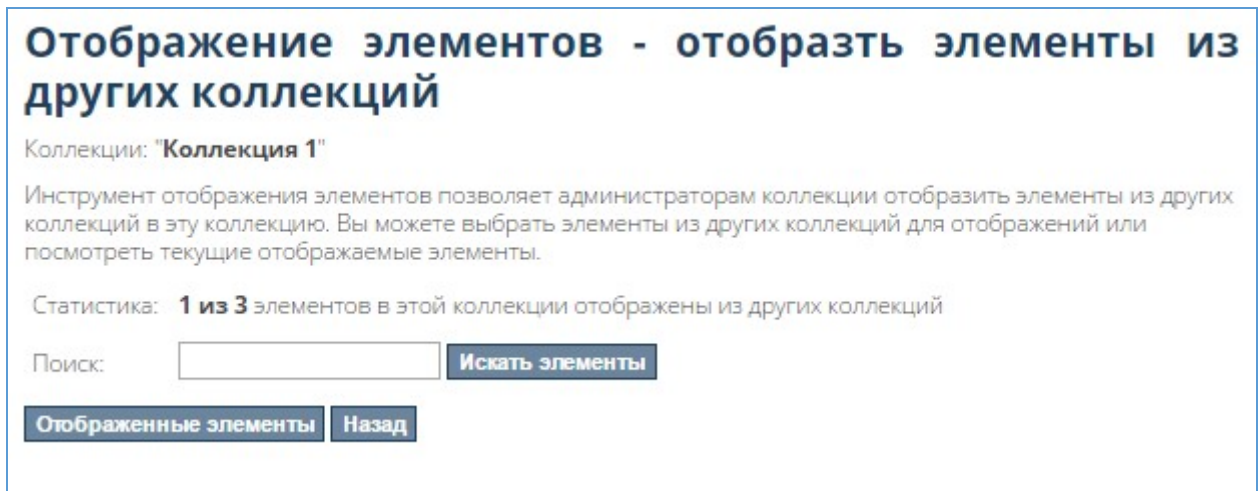 Отображение элементов - отобразть элементы из
других коллекций
Коллекции: "Коллекция 1"
Инструмент отображения элементов позволяет администраторам коллекции отобразить элементы из других
коллекций в эту коллекцию. Вы можете выбрать элементы из других коллекций для отображений или
посмотреть текущие отображаемые элементы.
Статистика: 1 из 3 элементов в этой коллекции отображены из других коллекций
Поиск: Искать элементы
Отображенные элементы Назад